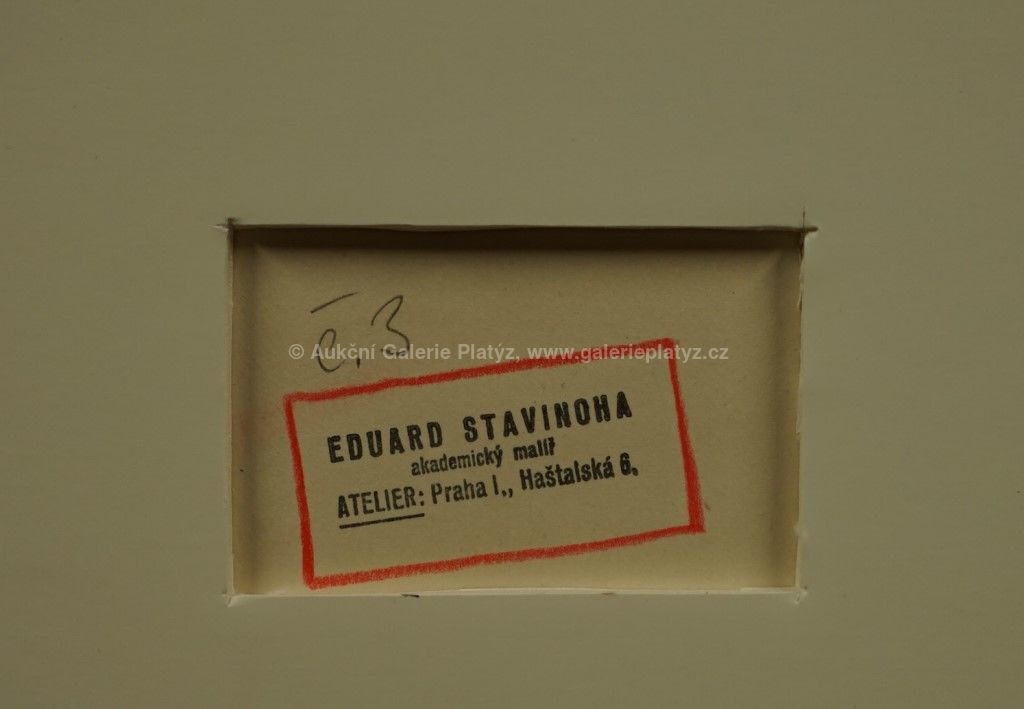 č. 3
© Aukční Galerie Platýz, www.galerieplatyz.cz
EDUARD STAVINOHA
akademický malíř
ATELIER: Praha I., Haštalská 6.